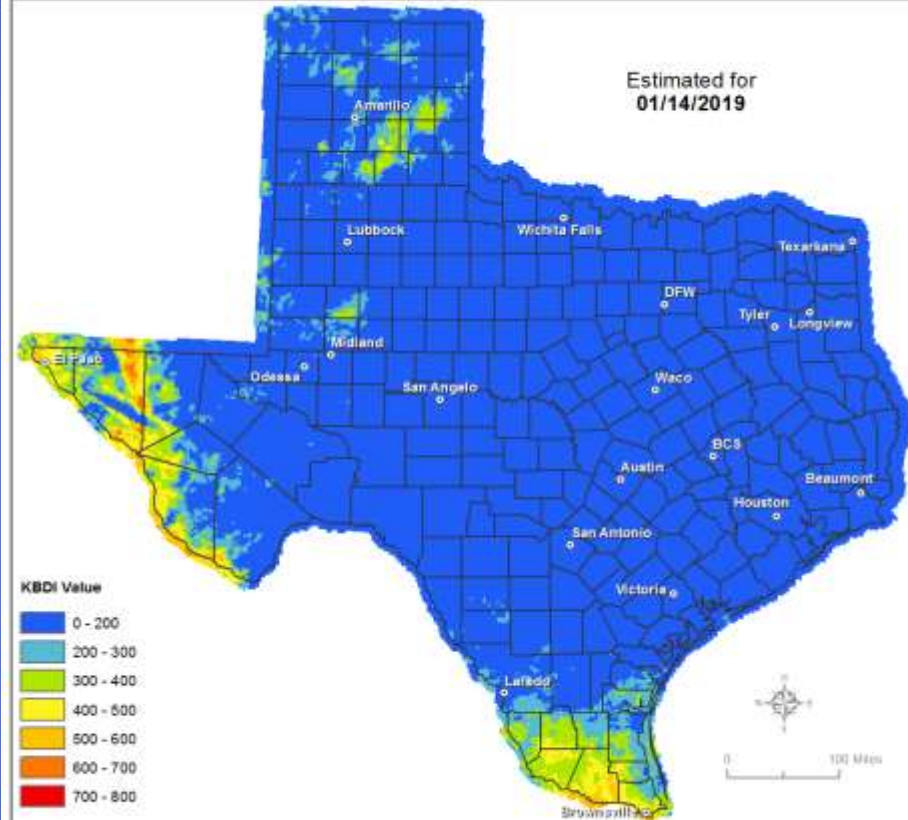 Estimated for
01/14/2019
Amarillo
Lubbock
Wichita Falls
Texarkana
DFW
Tyler
Longview
Midland
El Paso
Odessa
San Angelo
Waco
BCS
Austin
Beaumont
Houston
San Antonio
Victoria
Laredo
Brownsville
KBDI Value
0 - 200
200 - 300
300 - 400
400 - 500
500 - 600
600 - 700
700 - 800
0 100 Miles